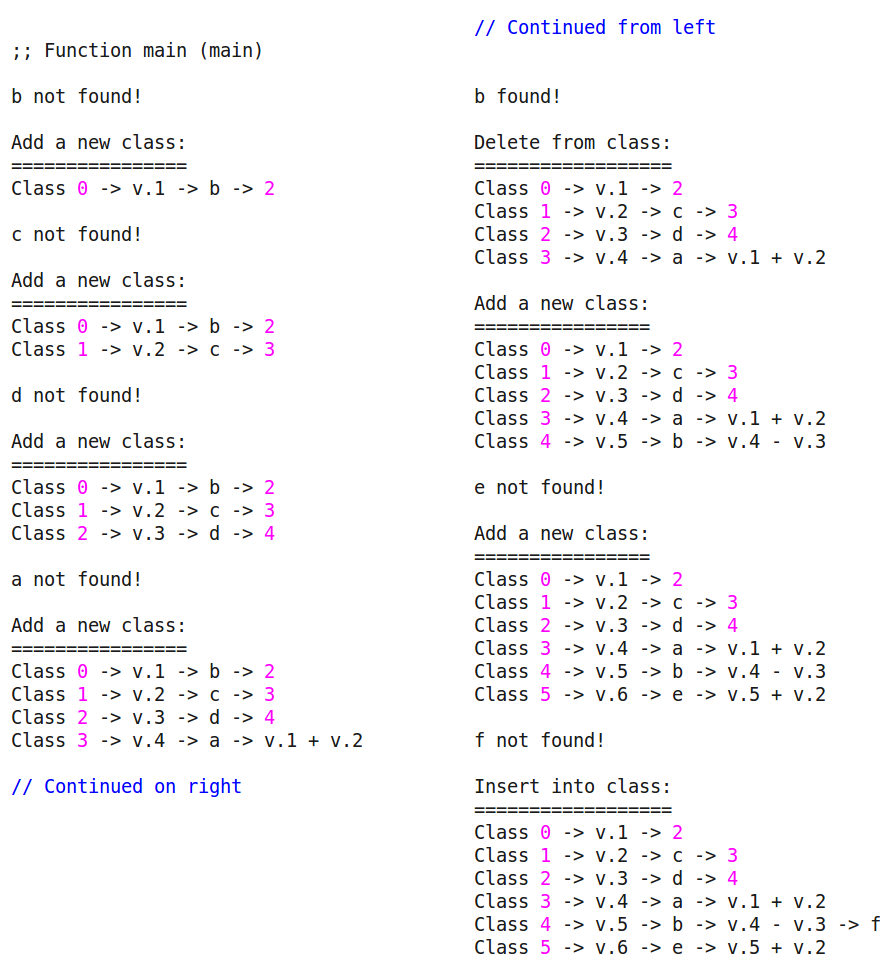 ;; Function main (main)
b not found!
Add a new class:
================
Class 0 -> v.1 -> b -> 2
c not found!
Add a new class:
================
Class 0 -> v.1 -> b -> 2
Class 1 -> v.2 -> c -> 3
d not found!
Add a new class:
================
Class 0 -> v.1 -> b -> 2
Class 1 -> v.2 -> c -> 3
Class 2 -> v.3 -> d -> 4
a not found!
Add a new class:
================
Class 0 -> v.1 -> b -> 2
Class 1 -> v.2 -> c -> 3
Class 2 -> v.3 -> d -> 4
Class 3 -> v.4 -> a -> v.1 + v.2
// Continued on right
// Continued from left
b found!
Delete from class:
==================
Class 0 -> v.1 -> 2
Class 1 -> v.2 -> c -> 3
Class 2 -> v.3 -> d -> 4
Class 3 -> v.4 -> a -> v.1 + v.2
Add a new class:
================
Class 0 -> v.1 -> 2
Class 1 -> v.2 -> c -> 3
Class 2 -> v.3 -> d -> 4
Class 3 -> v.4 -> a -> v.1 + v.2
Class 4 -> v.5 -> b -> v.4 - v.3
e not found!
Add a new class:
================
Class 0 -> v.1 -> 2
Class 1 -> v.2 -> c -> 3
Class 2 -> v.3 -> d -> 4
Class 3 -> v.4 -> a -> v.1 + v.2
Class 4 -> v.5 -> b -> v.4 - v.3
Class 5 -> v.6 -> e -> v.5 + v.2
f not found!
Insert into class:
==================
Class 0 -> v.1 -> 2
Class 1 -> v.2 -> c -> 3
Class 2 -> v.3 -> d -> 4
Class 3 -> v.4 -> a -> v.1 + v.2
Class 4 -> v.5 -> b -> v.4 - v.3 -> f
Class 5 -> v.6 -> e -> v.5 + v.2